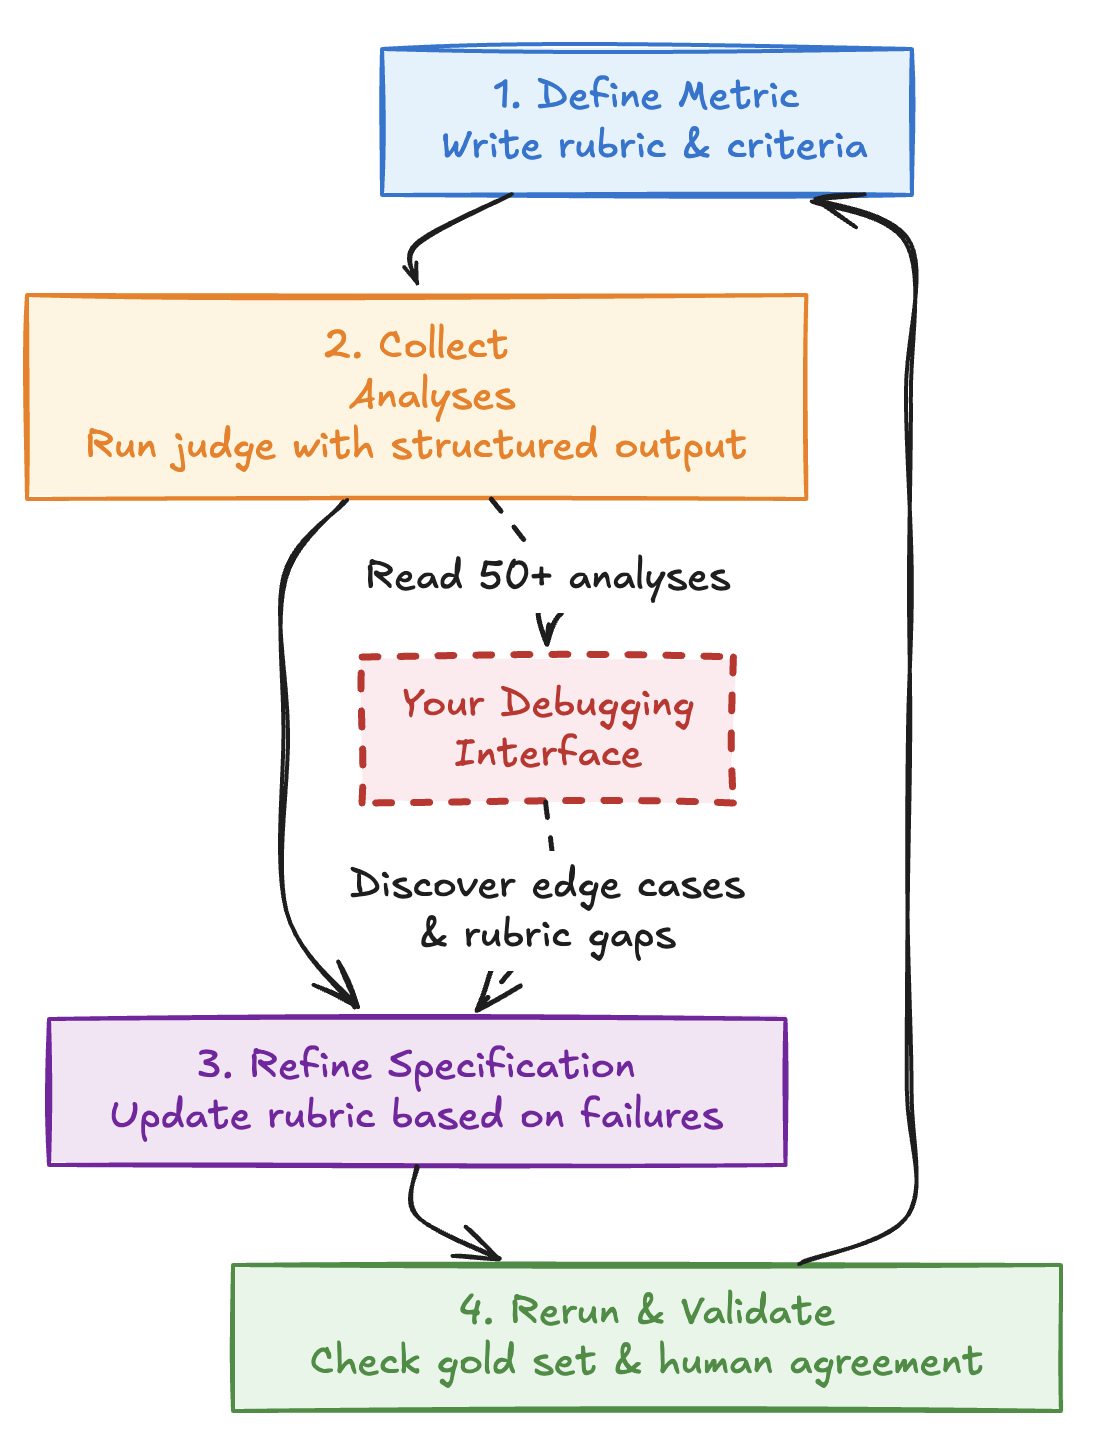 1. Define Metric
Write rubric & criteria
2. Collect
Analyses
Run judge with structured output
Read 50+ analyses
Your Debugging
Interface
Discover edge cases
& rubric gaps
3. Refine Specification
Update rubric based on failures
4. Rerun & Validate
Check gold set & human agreement